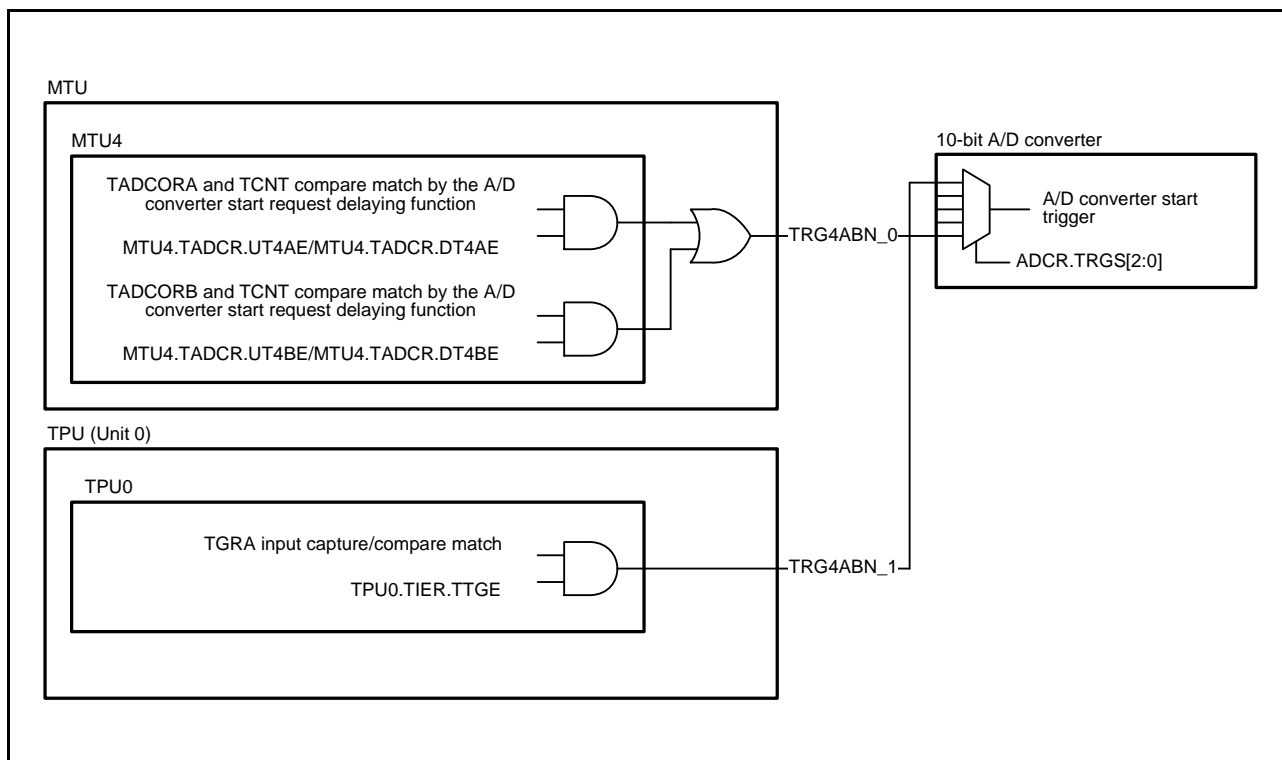 MTU
MTU4
TADCORA and TCNT compare match by the A/D
converter start request delaying function
MTU4.TADCR.UT4AE/MTU4.TADCR.DT4AE
TADCORB and TCNT compare match by the A/D
converter start request delaying function
MTU4.TADCR.UT4BE/MTU4.TADCR.DT4BE
TRG4ABN_0
10-bit A/D converter
A/D converter start
trigger
ADCR.TRGS[2:0]
TPU (Unit 0)
TPU0
TGRA input capture/compare match
TPU0.TIER.TTGE
TRG4ABN_1